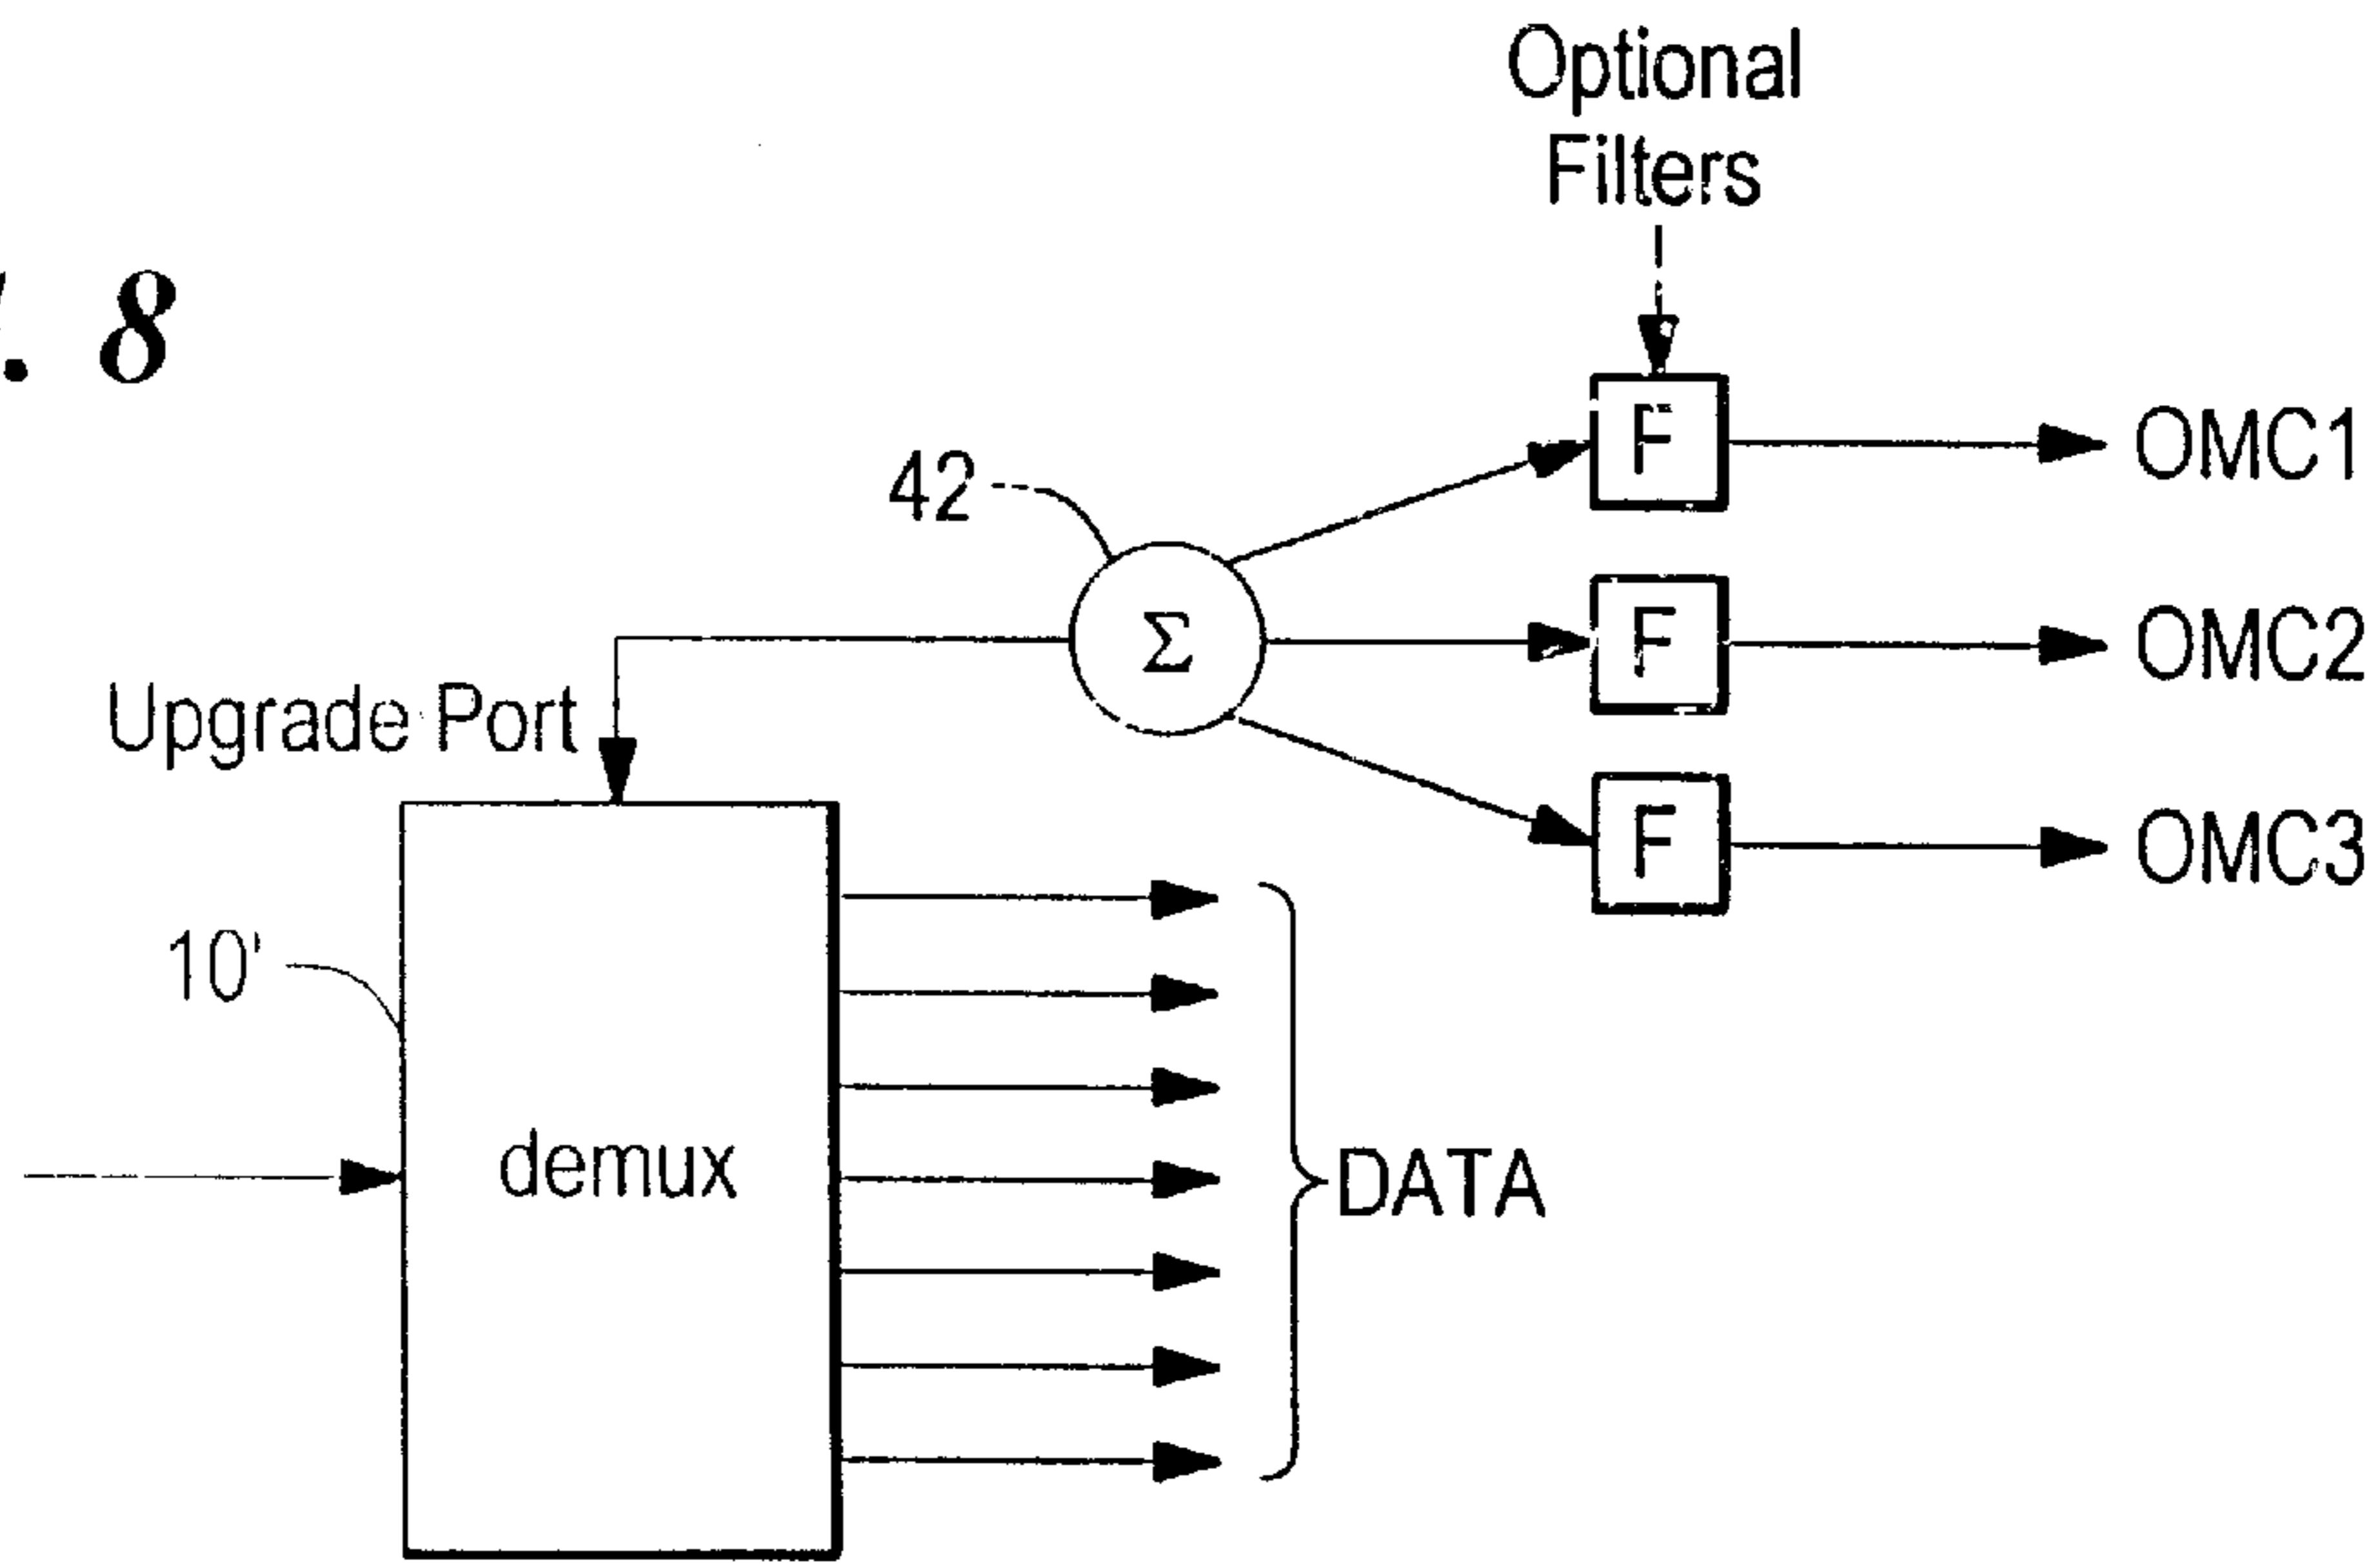 Optional
Filters
. 8
F
OMC1
42
Σ
F
OMC2
Upgrade Port
F
OMC3
10'
demux
DATA